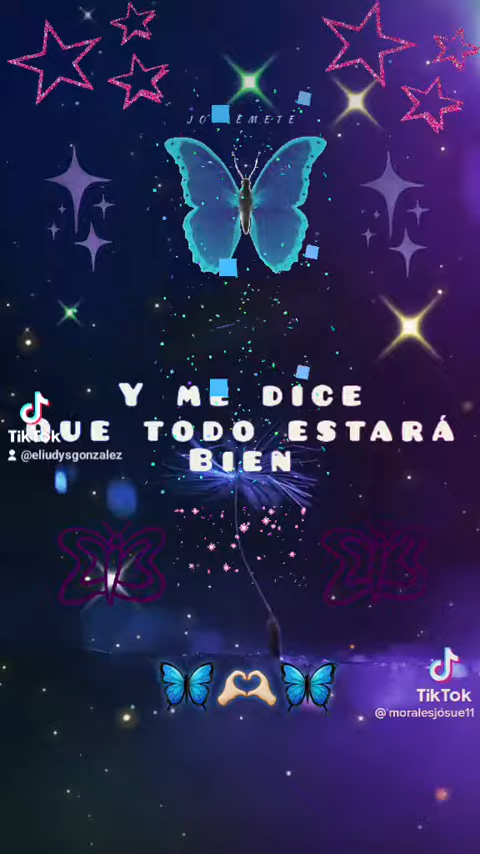 Y ME DICE
QUE TODO ESTARÁ
BIEN
TikTok
@eliudysgonzalez
TikTok
@moralesjósue11